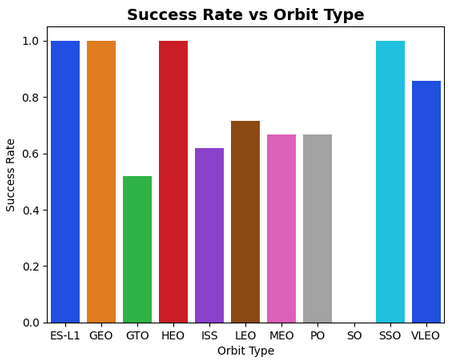 Success Rate vs Orbit Type
1.0
0.8
0.6
0.4
0.2
0.0
Success Rate
ES-L1 GEO GTO HEO ISS LEO MEO PO SO SSO VLEO
Orbit Type